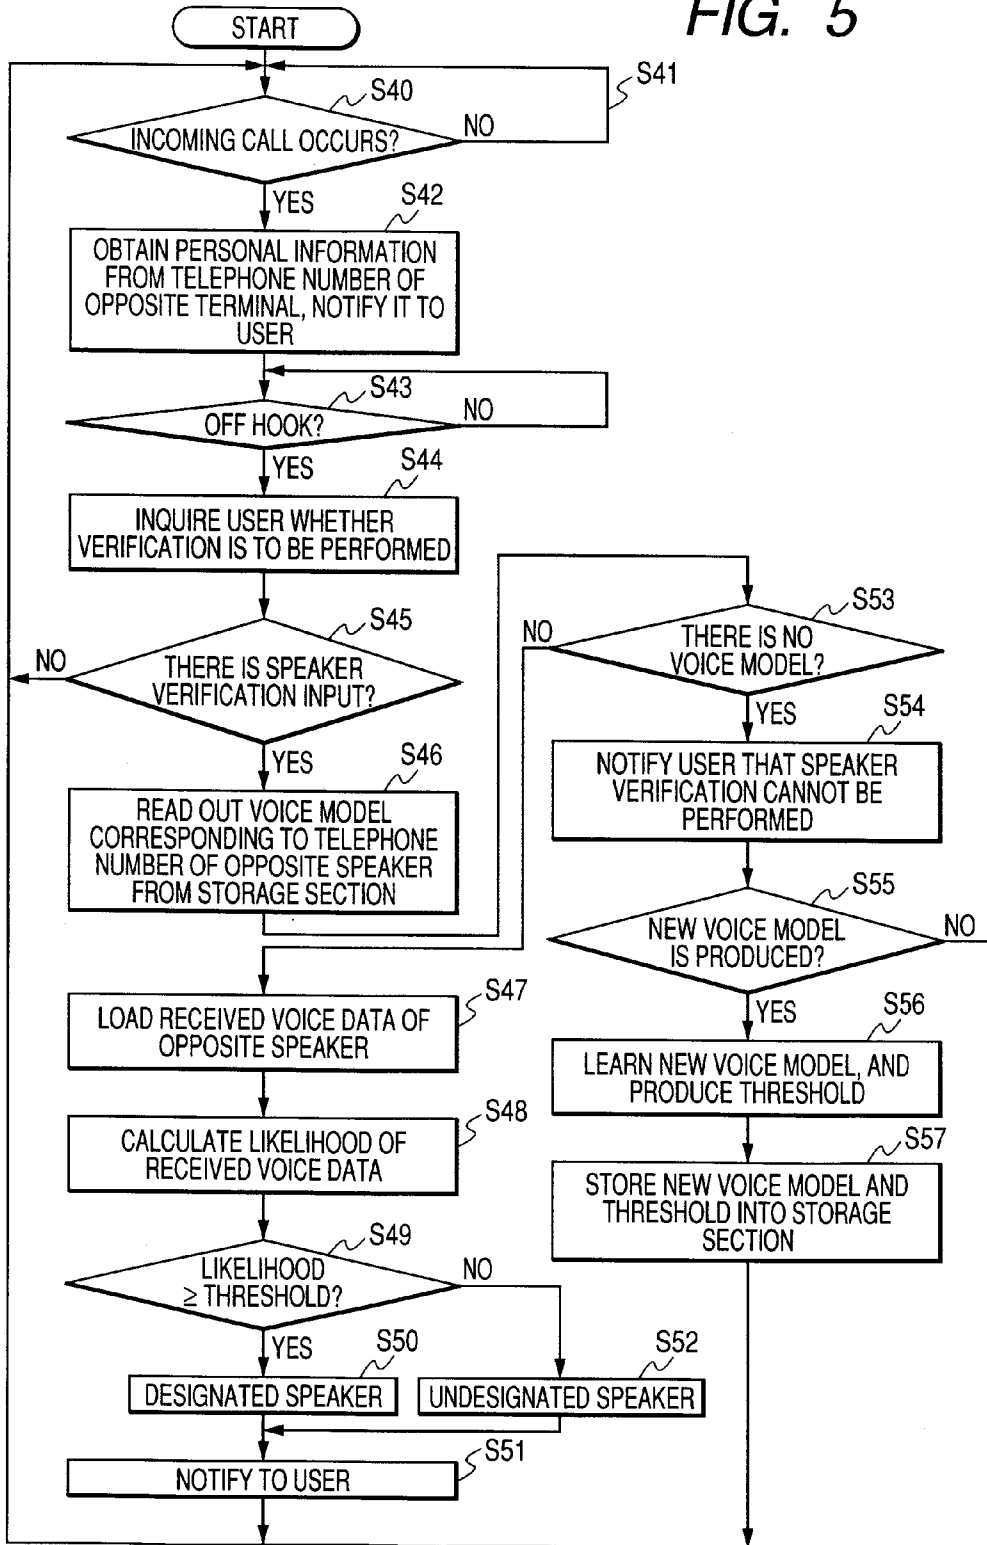 FIG. 5
START
S41
S40
INCOMING CALL OCCURS?
NO
YES
S42
OBTAIN PERSONAL INFORMATION
FROM TELEPHONE NUMBER OF
OPPOSITE TERMINAL, NOTIFY IT TO
USER
S43
OFF HOOK?
NO
YES
S44
INQUIRE USER WHETHER
VERIFICATION IS TO BE PERFORMED
S45
THERE IS SPEAKER
VERIFICATION INPUT?
NO
YES
S46
READ OUT VOICE MODEL
CORRESPONDING TO TELEPHONE
NUMBER OF OPPOSITE SPEAKER
FROM STORAGE SECTION
S47
LOAD RECEIVED VOICE DATA OF
OPPOSITE SPEAKER
S48
CALCULATE LIKELIHOOD OF
RECEIVED VOICE DATA
S49
LIKELIHOOD
≥ THRESHOLD?
NO
YES
S50
DESIGNATED SPEAKER
S52
UNDESIGNATED SPEAKER
S51
NOTIFY TO USER
S53
THERE IS NO
VOICE MODEL?
NO
YES
S54
NOTIFY USER THAT SPEAKER
VERIFICATION CANNOT BE
PERFORMED
S55
NEW VOICE MODEL
IS PRODUCED?
NO
YES
S56
LEARN NEW VOICE MODEL, AND
PRODUCE THRESHOLD
S57
STORE NEW VOICE MODEL AND
THRESHOLD INTO STORAGE
SECTION